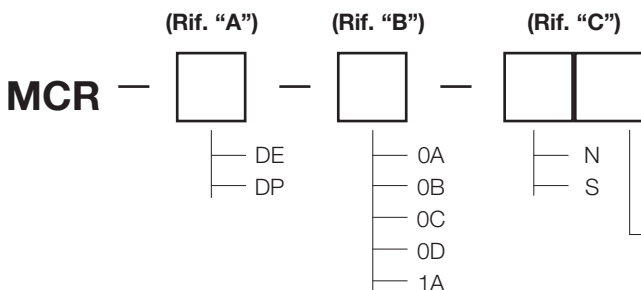 (Rif. “A”) (Rif. “B”) (Rif. “C”)
MCR — — —
DE 0A N
DP 0B S
0C
0D
1A